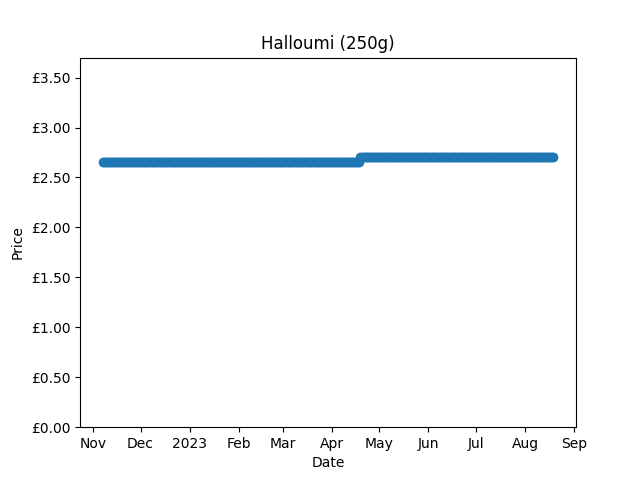 Halloumi (250g)
£3.50
£3.00
£2.50
£2.00
£1.50
£1.00
£0.50
£0.00
Price
Nov Dec 2023 Feb Mar Apr May Jun Jul Aug Sep
Date